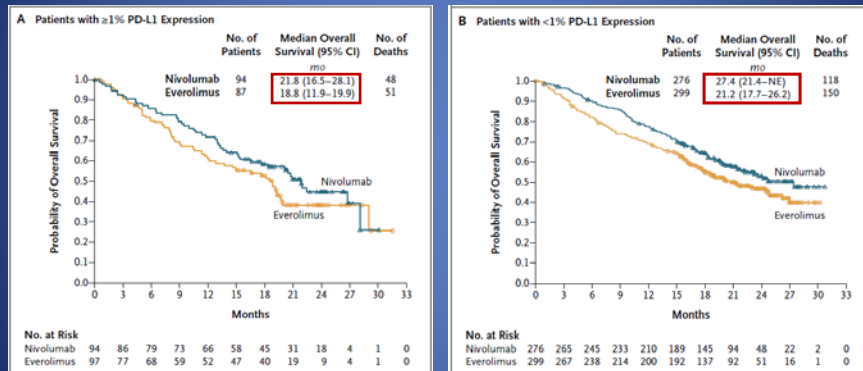 A Patients with ≥1% PD-L1 Expression
No. of Patients Median Overall Survival (95% CI) No. of Deaths
mo
Nivolumab 94 21.8 (16.5–28.1) 48
Everolimus 87 18.8 (11.9–19.9) 51
Probability of Overall Survival
1.0
0.9
0.8
0.7
0.6
0.5
0.4
0.3
0.2
0.1
0.0
Nivolumab
Everolimus
0 3 6 9 12 15 18 21 24 27 30 33
Months
No. at Risk
Nivolumab 94 86 79 73 66 58 45 31 18 4 1 0
Everolimus 97 77 68 59 52 47 40 19 9 4 1 0
B Patients with <1% PD-L1 Expression
No. of Patients Median Overall Survival (95% CI) No. of Deaths
mo
Nivolumab 276 27.4 (21.4–NE) 118
Everolimus 299 21.2 (17.7–26.2) 150
Probability of Overall Survival
1.0
0.9
0.8
0.7
0.6
0.5
0.4
0.3
0.2
0.1
0.0
Nivolumab
Everolimus
0 3 6 9 12 15 18 21 24 27 30 33
Months
No. at Risk
Nivolumab 276 265 245 233 210 189 145 94 48 22 2 0
Everolimus 299 267 238 214 200 192 137 92 51 16 1 0